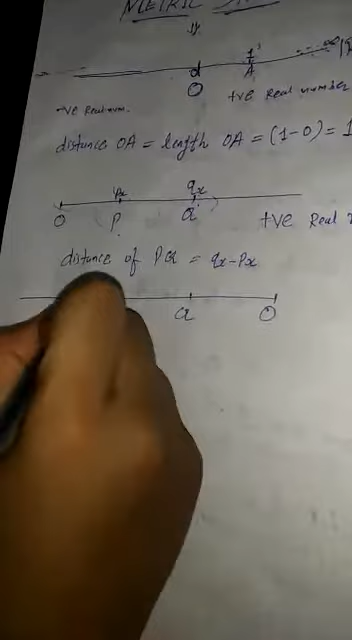 METRIC
1
A
O
+ve Real number
-ve Real num.
distance OA = length OA = (1-0) = 1
Px qx
O P Q +ve Real
distance of PQ = qx-Px
Q O